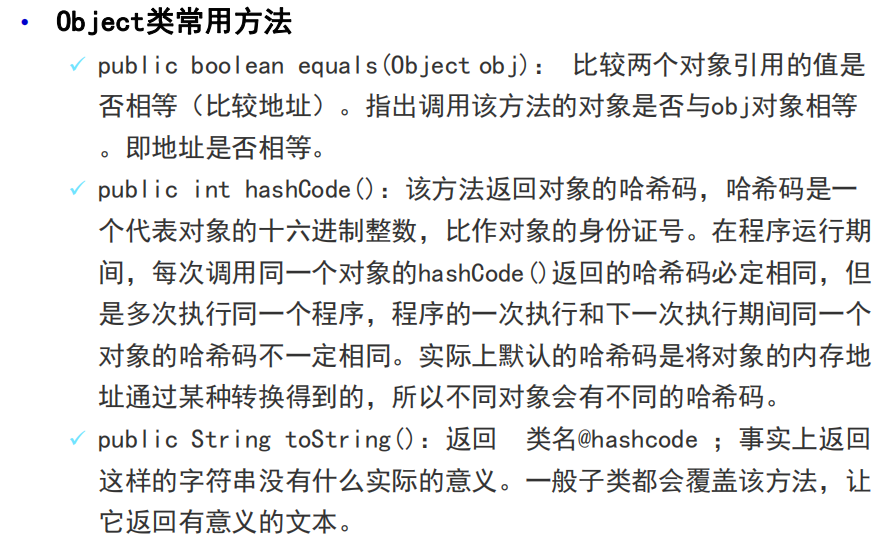 • Object类常用方法
✓ public boolean equals(Object obj)： 比较两个对象引用的值是
否相等（比较地址）。指出调用该方法的对象是否与obj对象相等
。即地址是否相等。
✓ public int hashCode()：该方法返回对象的哈希码，哈希码是一
个代表对象的十六进制整数，比作对象的身份证号。在程序运行期
间，每次调用同一个对象的hashCode()返回的哈希码必定相同，但
是多次执行同一个程序，程序的一次执行和下一次执行期间同一个
对象的哈希码不一定相同。实际上默认的哈希码是将对象的内存地
址通过某种转换得到的，所以不同对象会有不同的哈希码。
✓ public String toString()：返回 类名@hashcode ；事实上返回
这样的字符串没有什么实际的意义。一般子类都会覆盖该方法，让
它返回有意义的文本。